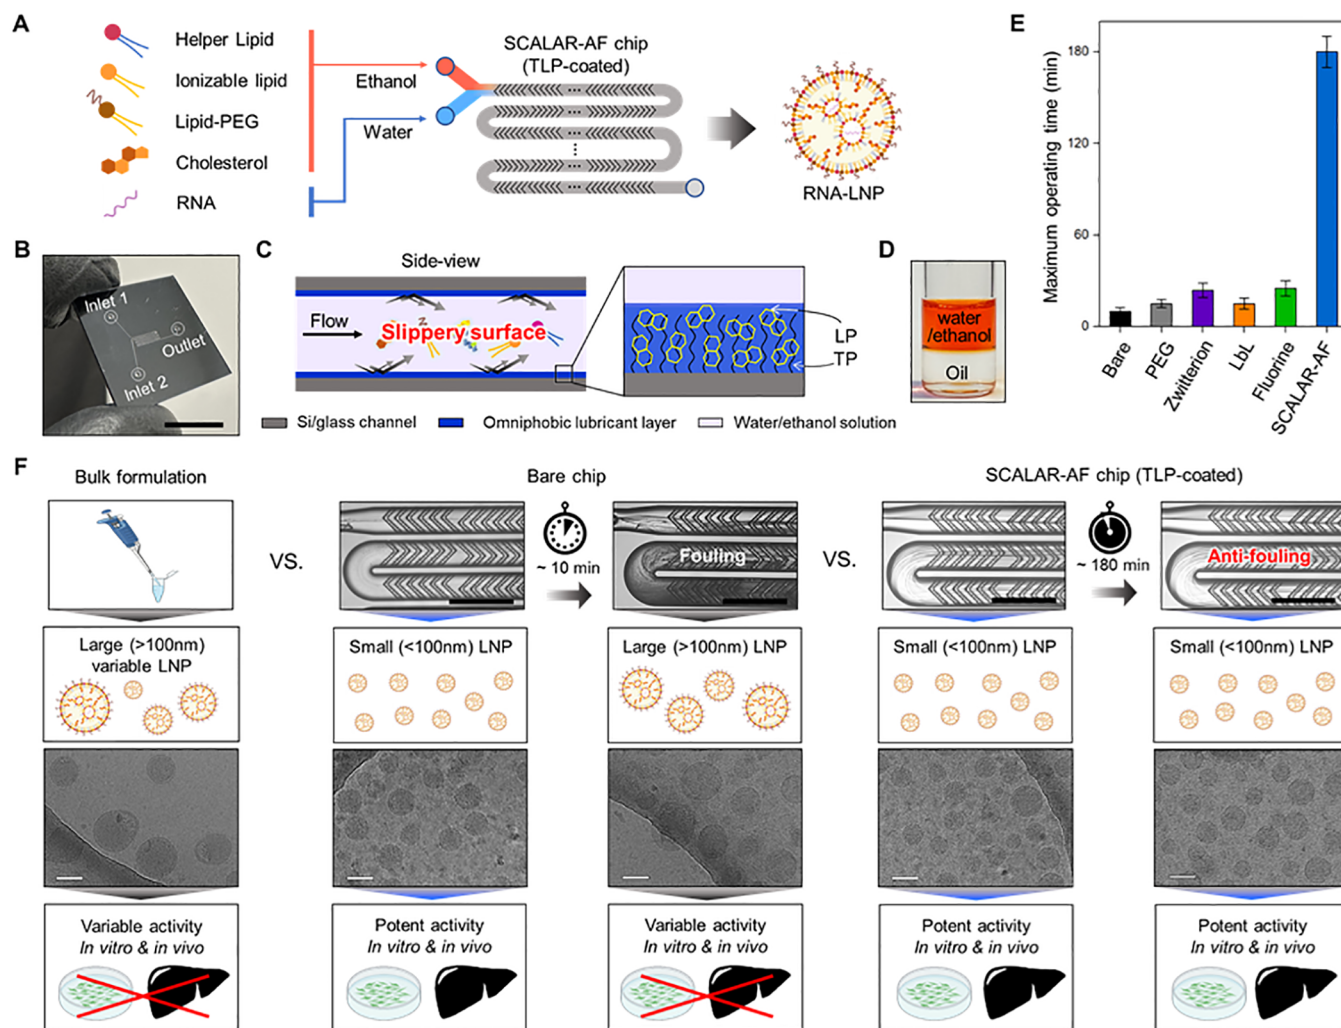 A
Helper Lipid
Ionizable lipid
Lipid-PEG
Cholesterol
RNA
Ethanol
Water
SCALAR-AF chip
(TLP-coated)
RNA-LNP
B
Inlet 1
Outlet
Inlet 2
C
Side-view
Flow
Slippery surface
LP
TP
Si/glass channel
Omniphobic lubricant layer
Water/ethanol solution
D
water
/ethanol
Oil
E
Maximum operating time (min)
180
120
60
0
Bare
PEG
Zwitterion
LbL
Fluorine
SCALAR-AF
F
Bulk formulation
Bare chip
SCALAR-AF chip (TLP-coated)
VS.
~ 10 min
Fouling
VS.
~ 180 min
Anti-fouling
Large (>100nm)
variable LNP
Small (<100nm) LNP
Large (>100nm) LNP
Small (<100nm) LNP
Small (<100nm) LNP
Variable activity
In vitro & in vivo
Potent activity
In vitro & in vivo
Variable activity
In vitro & in vivo
Potent activity
In vitro & in vivo
Potent activity
In vitro & in vivo